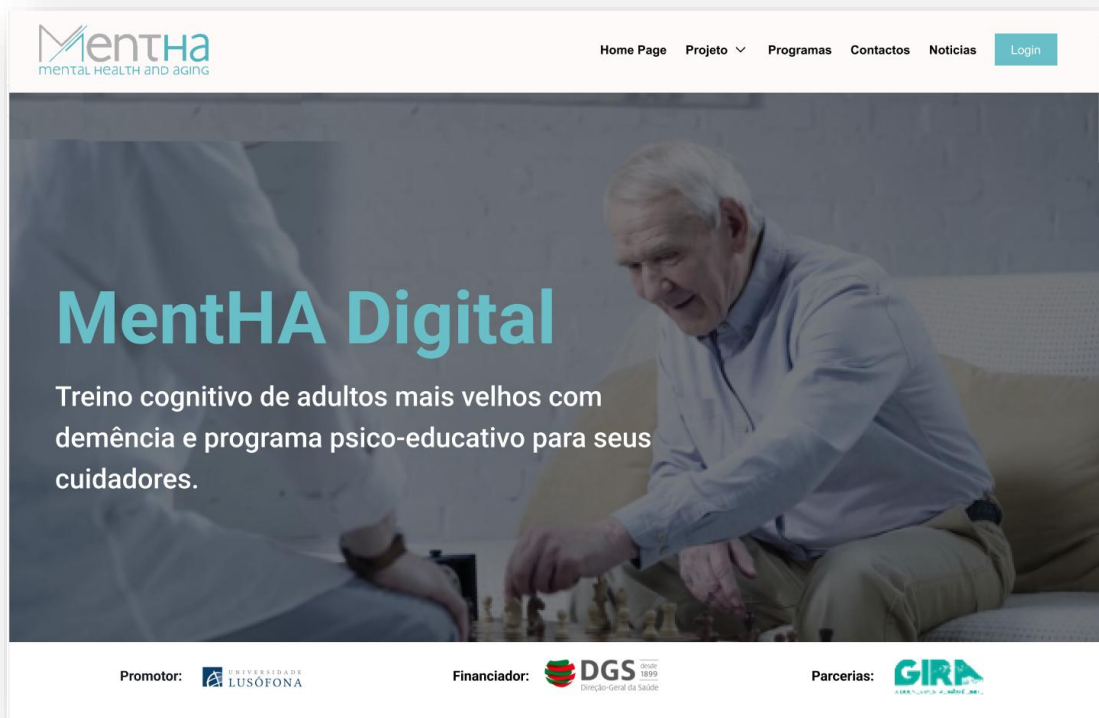 MentHa
mental Health and aging
Home Page Projeto Programas Contactos Noticias Login
MentHA Digital
Treino cognitivo de adultos mais velhos com
demência e programa psico-educativo para seus
cuidadores.
Promotor: UNIVERSIDADE LUSÓFONA
Financiador: DGS desde 1899 Direção-Geral da Saúde
Parcerias: GIRA